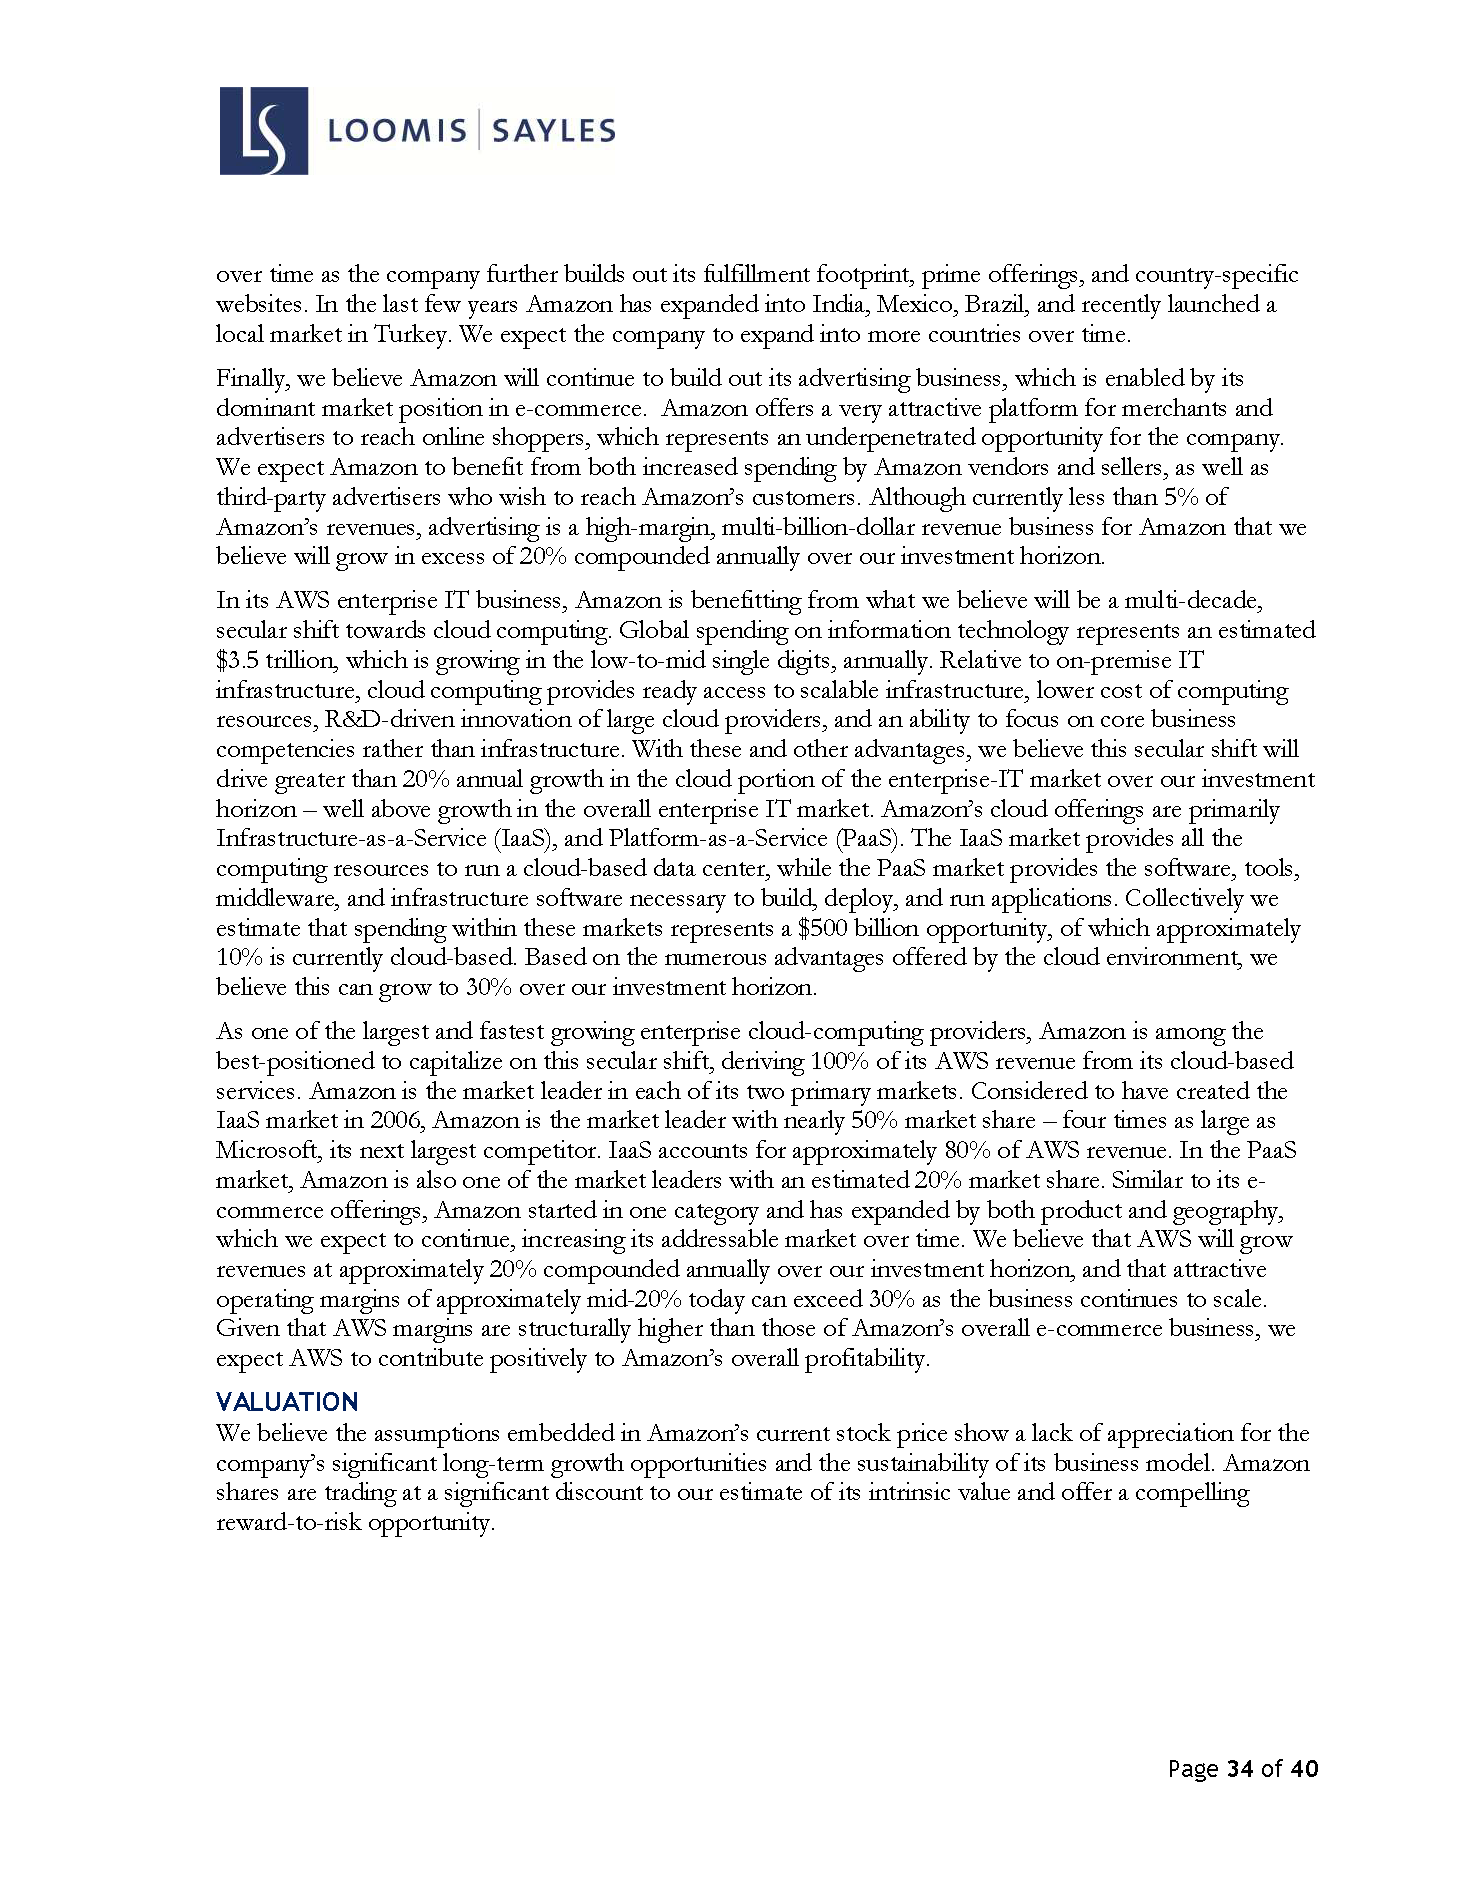 LS LOOMIS | SAYLES
over time as the company further builds out its fulfillment footprint, prime offerings, and country-specific
websites. In the last few years Amazon has expanded into India, Mexico, Brazil, and recently launched a
local market in Turkey. We expect the company to expand into more countries over time.
Finally, we believe Amazon will continue to build out its advertising business, which is enabled by its
dominant market position in e-commerce.  Amazon offers a very attractive platform for merchants and
advertisers to reach online shoppers, which represents an underpenetrated opportunity for the company.
We expect Amazon to benefit from both increased spending by Amazon vendors and sellers, as well as
third-party advertisers who wish to reach Amazon’s customers. Although currently less than 5% of
Amazon’s revenues, advertising is a high-margin, multi-billion-dollar revenue business for Amazon that we
believe will grow in excess of 20% compounded annually over our investment horizon.
In its AWS enterprise IT business, Amazon is benefitting from what we believe will be a multi-decade,
secular shift towards cloud computing. Global spending on information technology represents an estimated
$3.5 trillion, which is growing in the low-to-mid single digits, annually. Relative to on-premise IT
infrastructure, cloud computing provides ready access to scalable infrastructure, lower cost of computing
resources, R&D-driven innovation of large cloud providers, and an ability to focus on core business
competencies rather than infrastructure. With these and other advantages, we believe this secular shift will
drive greater than 20% annual growth in the cloud portion of the enterprise-IT market over our investment
horizon – well above growth in the overall enterprise IT market. Amazon’s cloud offerings are primarily
Infrastructure-as-a-Service (IaaS), and Platform-as-a-Service (PaaS). The IaaS market provides all the
computing resources to run a cloud-based data center, while the PaaS market provides the software, tools,
middleware, and infrastructure software necessary to build, deploy, and run applications. Collectively we
estimate that spending within these markets represents a $500 billion opportunity, of which approximately
10% is currently cloud-based. Based on the numerous advantages offered by the cloud environment, we
believe this can grow to 30% over our investment horizon.
As one of the largest and fastest growing enterprise cloud-computing providers, Amazon is among the
best-positioned to capitalize on this secular shift, deriving 100% of its AWS revenue from its cloud-based
services. Amazon is the market leader in each of its two primary markets. Considered to have created the
IaaS market in 2006, Amazon is the market leader with nearly 50% market share – four times as large as
Microsoft, its next largest competitor. IaaS accounts for approximately 80% of AWS revenue. In the PaaS
market, Amazon is also one of the market leaders with an estimated 20% market share. Similar to its e-
commerce offerings, Amazon started in one category and has expanded by both product and geography,
which we expect to continue, increasing its addressable market over time. We believe that AWS will grow
revenues at approximately 20% compounded annually over our investment horizon, and that attractive
operating margins of approximately mid-20% today can exceed 30% as the business continues to scale.
Given that AWS margins are structurally higher than those of Amazon’s overall e-commerce business, we
expect AWS to contribute positively to Amazon’s overall profitability.
VALUATION
We believe the assumptions embedded in Amazon’s current stock price show a lack of appreciation for the
company’s significant long-term growth opportunities and the sustainability of its business model. Amazon
shares are trading at a significant discount to our estimate of its intrinsic value and offer a compelling
reward-to-risk opportunity.
Page 34 of 40